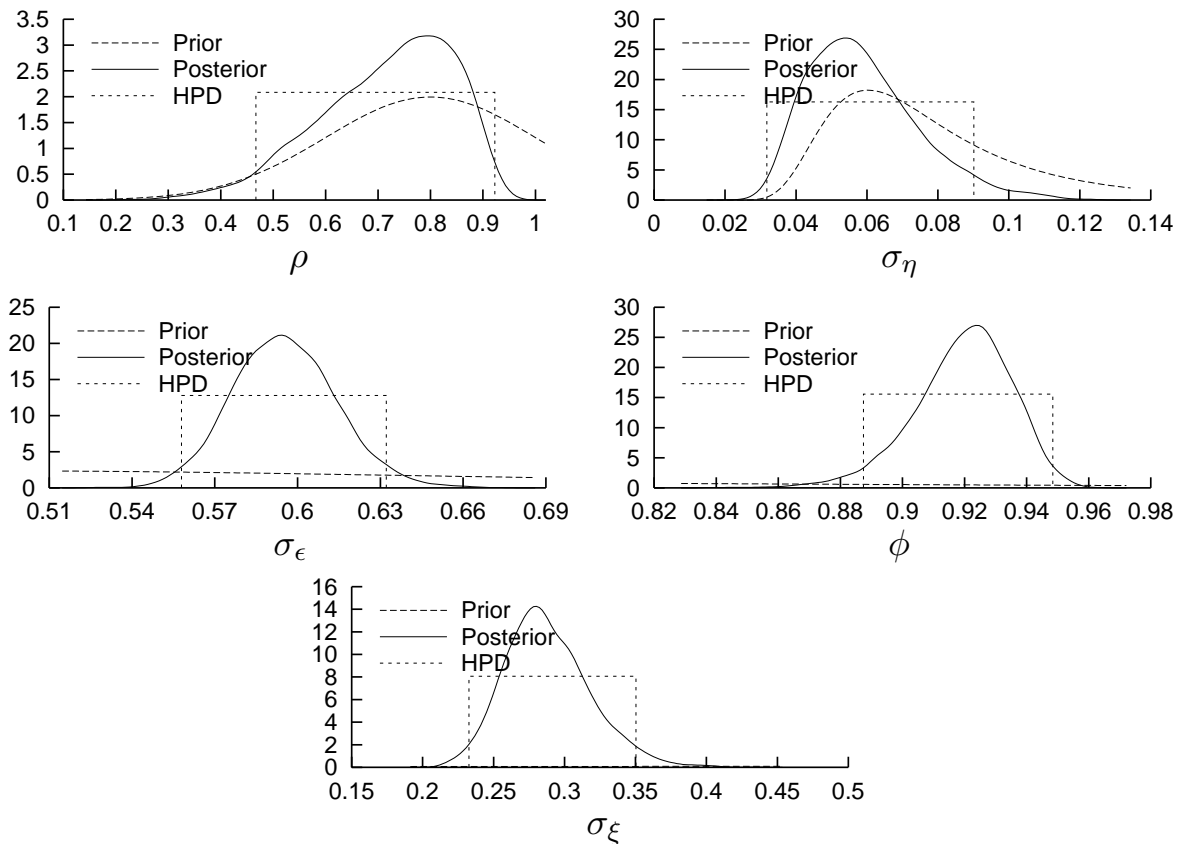 3.5
3
2.5
2
1.5
1
0.5
0
Prior
Posterior
HPD
0.1 0.2 0.3 0.4 0.5 0.6 0.7 0.8 0.9 1
ρ
30
25
20
15
10
5
0
Prior
Posterior
HPD
0 0.02 0.04 0.06 0.08 0.1 0.12 0.14
σ_η
25
20
15
10
5
0
Prior
Posterior
HPD
0.51 0.54 0.57 0.6 0.63 0.66 0.69
σ_ϵ
30
25
20
15
10
5
0
Prior
Posterior
HPD
0.82 0.84 0.86 0.88 0.9 0.92 0.94 0.96 0.98
ϕ
16
14
12
10
8
6
4
2
0
Prior
Posterior
HPD
0.15 0.2 0.25 0.3 0.35 0.4 0.45 0.5
σ_ξ